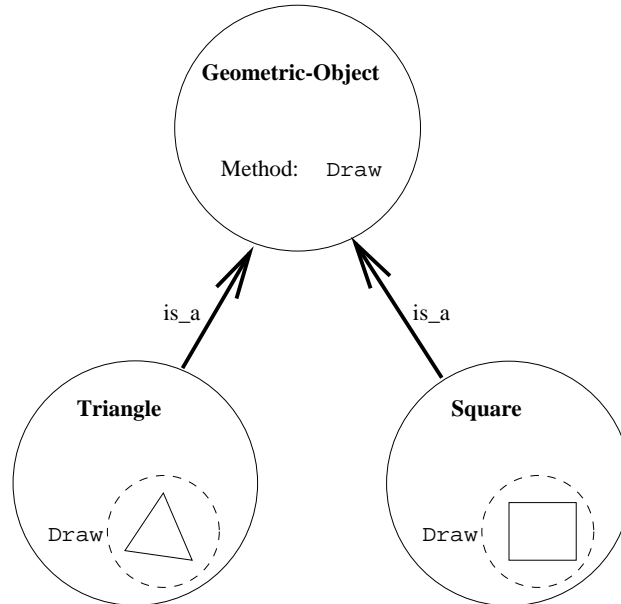 Geometric-Object
Method: Draw
is_a
is_a
Triangle
Square
Draw
Draw